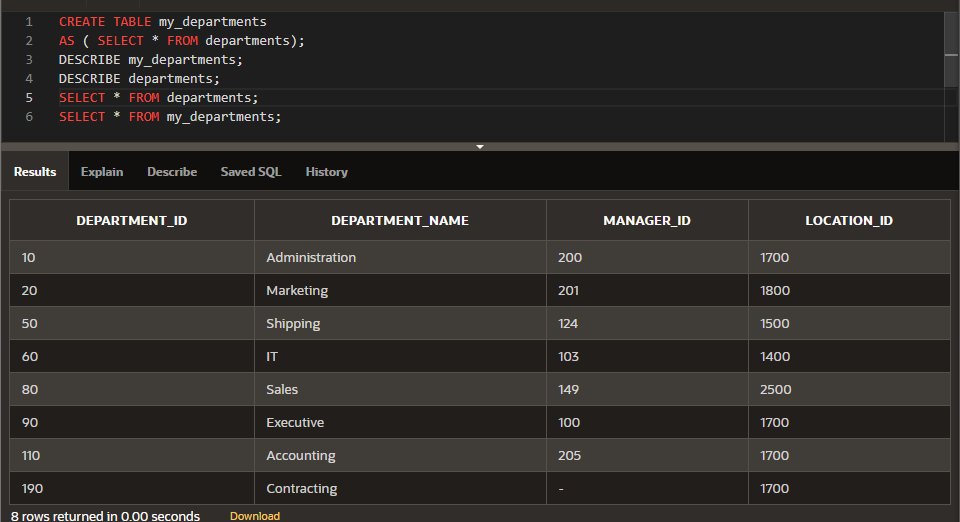 1 CREATE TABLE my_departments
2 AS ( SELECT * FROM departments);
3 DESCRIBE my_departments;
4 DESCRIBE departments;
5 SELECT * FROM departments;
6 SELECT * FROM my_departments;
Results Explain Describe Saved SQL History
DEPARTMENT_ID DEPARTMENT_NAME MANAGER_ID LOCATION_ID
10 Administration 200 1700
20 Marketing 201 1800
50 Shipping 124 1500
60 IT 103 1400
80 Sales 149 2500
90 Executive 100 1700
110 Accounting 205 1700
190 Contracting - 1700
8 rows returned in 0.00 seconds Download